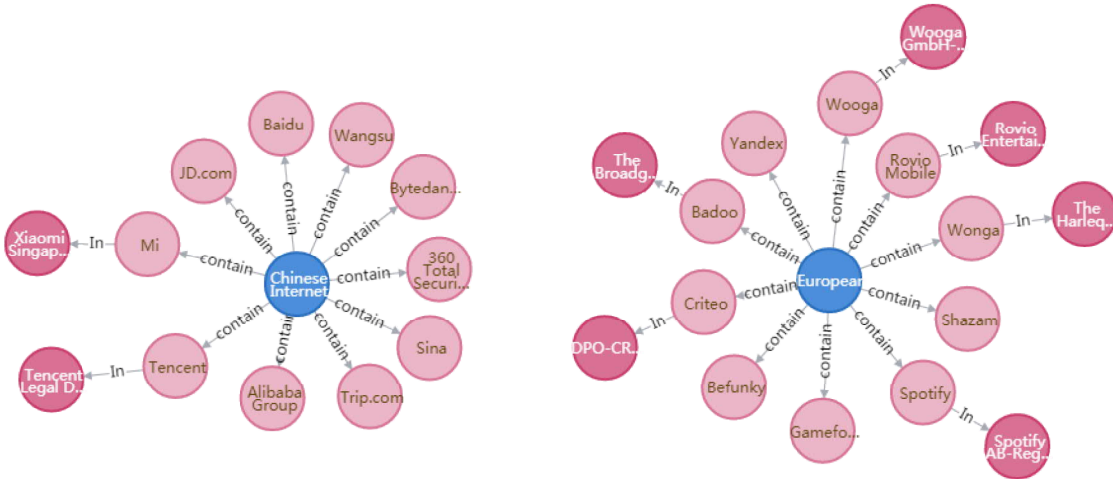 Baidu
Wangsu
JD.com
Bytedan...
Xiaomi
Singap...
In
Mi
contain
contain
contain
contain
contain
Chinese
Internet
contain
360
Total
Securi...
contain
contain
contain
contain
Sina
Tencent
Legal D...
In
Tencent
Alibaba
Group
Trip.com
Wooga
GmbH-...
In
Wooga
Yandex
Rovio
Mobile
In
Rovio
Entertai...
The
Broadg...
In
Badoo
contain
contain
contain
contain
contain
Wonga
In
The
Harleq...
European
Criteo
contain
contain
Shazam
In
DPO-CR...
Befunky
contain
contain
contain
Gamefo...
Spotify
In
Spotify
AB-Reg...